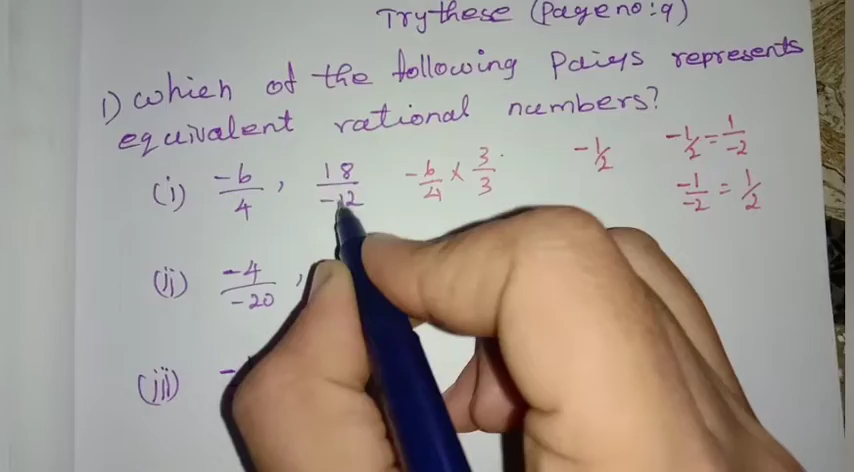 Try these (page no: 9)
1) which of the following Pairs represents
equivalent rational numbers?
(i) -6/4 , 18/-12 -6/4 x 3/3 -1/2 -1/2 = 1/-2
-1/-2 = 1/2
(ii) -4/-20 ,
(iii) -